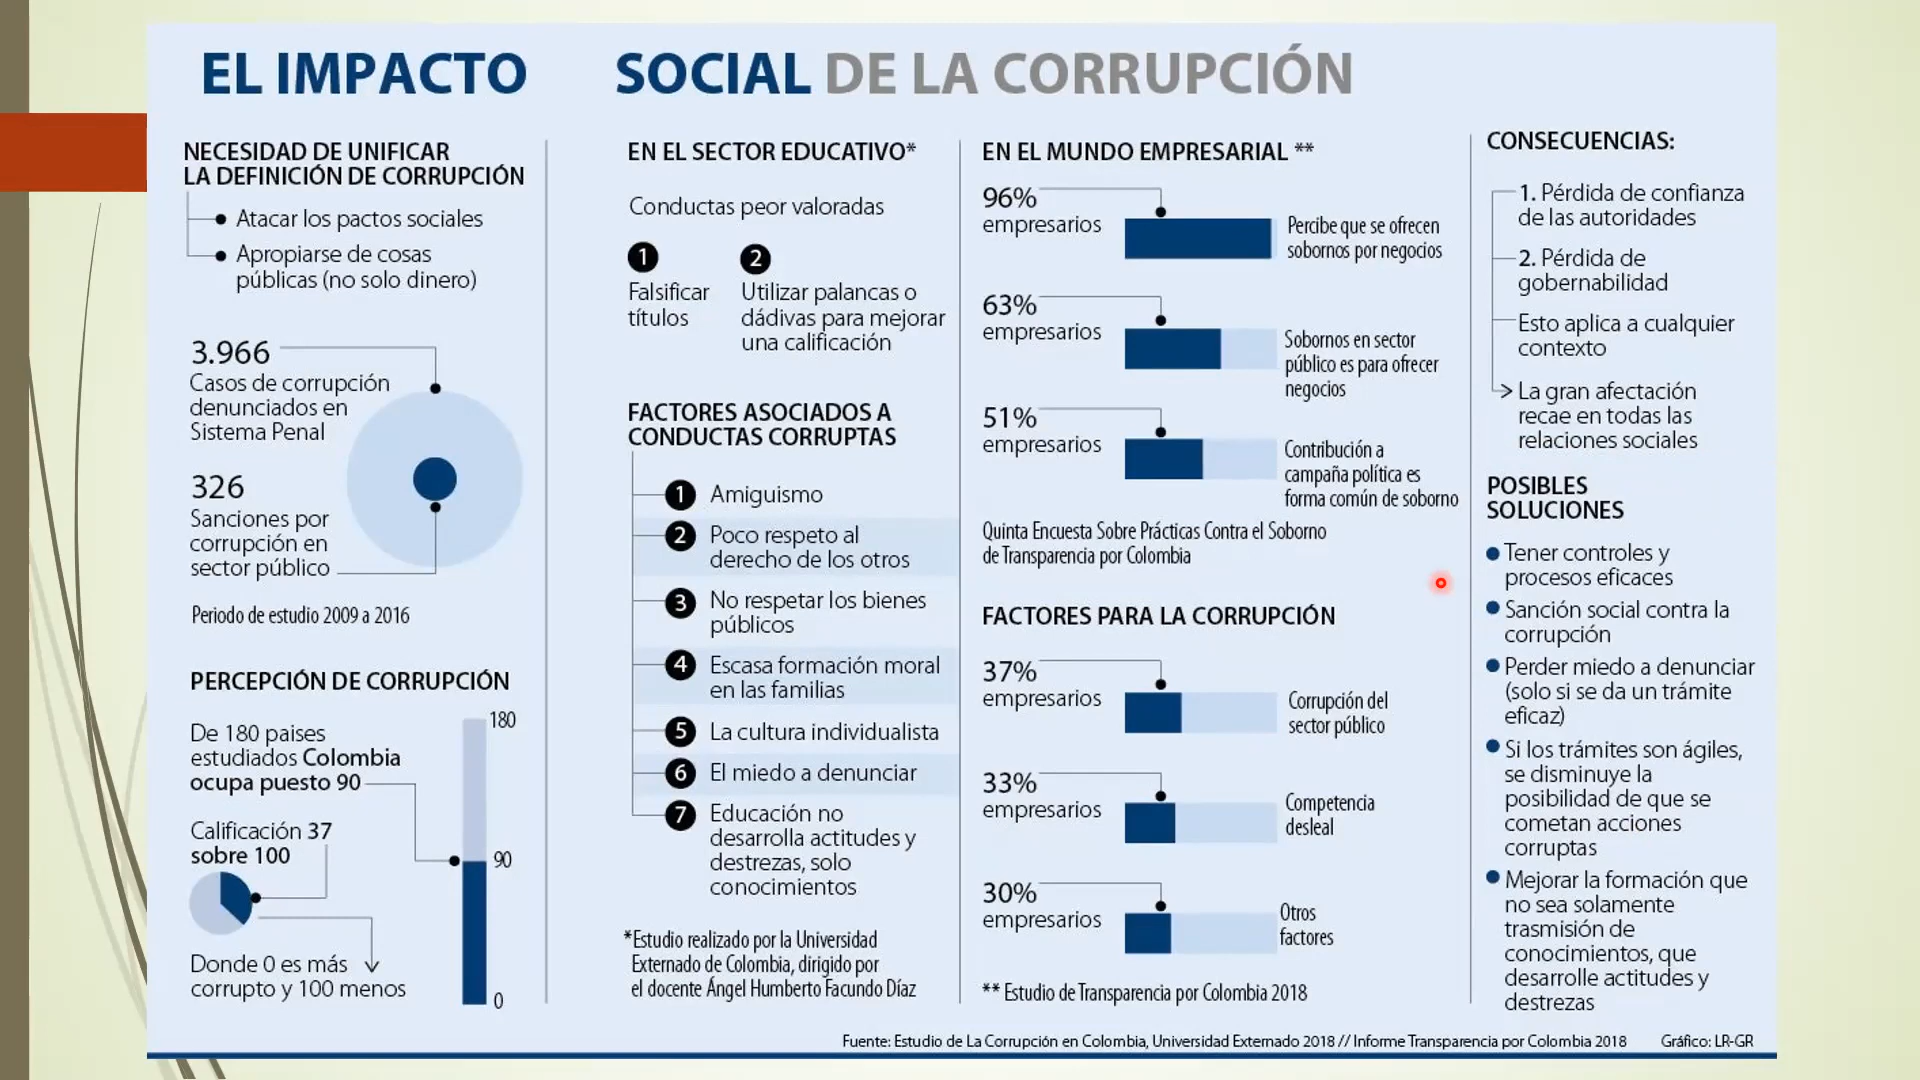 EL IMPACTO SOCIAL DE LA CORRUPCIÓN
NECESIDAD DE UNIFICAR
LA DEFINICIÓN DE CORRUPCIÓN
Atacar los pactos sociales
Apropiarse de cosas
públicas (no solo dinero)
3.966
Casos de corrupción
denunciados en
Sistema Penal
326
Sanciones por
corrupción en
sector público
Periodo de estudio 2009 a 2016
PERCEPCIÓN DE CORRUPCIÓN
De 180 paises
estudiados Colombia
ocupa puesto 90
180
90
0
Calificación 37
sobre 100
Donde 0 es más
corrupto y 100 menos
EN EL SECTOR EDUCATIVO*
Conductas peor valoradas
1
Falsificar
títulos
2
Utilizar palancas o
dádivas para mejorar
una calificación
FACTORES ASOCIADOS A
CONDUCTAS CORRUPTAS
1 Amiguismo
2 Poco respeto al
derecho de los otros
3 No respetar los bienes
públicos
4 Escasa formación moral
en las familias
5 La cultura individualista
6 El miedo a denunciar
7 Educación no
desarrolla actitudes y
destrezas, solo
conocimientos
*Estudio realizado por la Universidad
Externado de Colombia, dirigido por
el docente Ángel Humberto Facundo Díaz
EN EL MUNDO EMPRESARIAL **
96%
empresarios
Percibe que se ofrecen
sobornos por negocios
63%
empresarios
Sobornos en sector
público es para ofrecer
negocios
51%
empresarios
Contribución a
campaña política es
forma común de soborno
Quinta Encuesta Sobre Prácticas Contra el Soborno
de Transparencia por Colombia
FACTORES PARA LA CORRUPCIÓN
37%
empresarios
Corrupción del
sector público
33%
empresarios
Competencia
desleal
30%
empresarios
Otros
factores
** Estudio de Transparencia por Colombia 2018
CONSECUENCIAS:
1. Pérdida de confianza
de las autoridades
2. Pérdida de
gobernabilidad
Esto aplica a cualquier
contexto
La gran afectación
recae en todas las
relaciones sociales
POSIBLES
SOLUCIONES
Tener controles y
procesos eficaces
Sanción social contra la
corrupción
Perder miedo a denunciar
(solo si se da un trámite
eficaz)
Si los trámites son ágiles,
se disminuye la
posibilidad de que se
cometan acciones
corruptas
Mejorar la formación que
no sea solamente
trasmisión de
conocimientos, que
desarrolle actitudes y
destrezas
Fuente: Estudio de La Corrupción en Colombia, Universidad Externado 2018 // Informe Transparencia por Colombia 2018 Gráfico: LR-GR